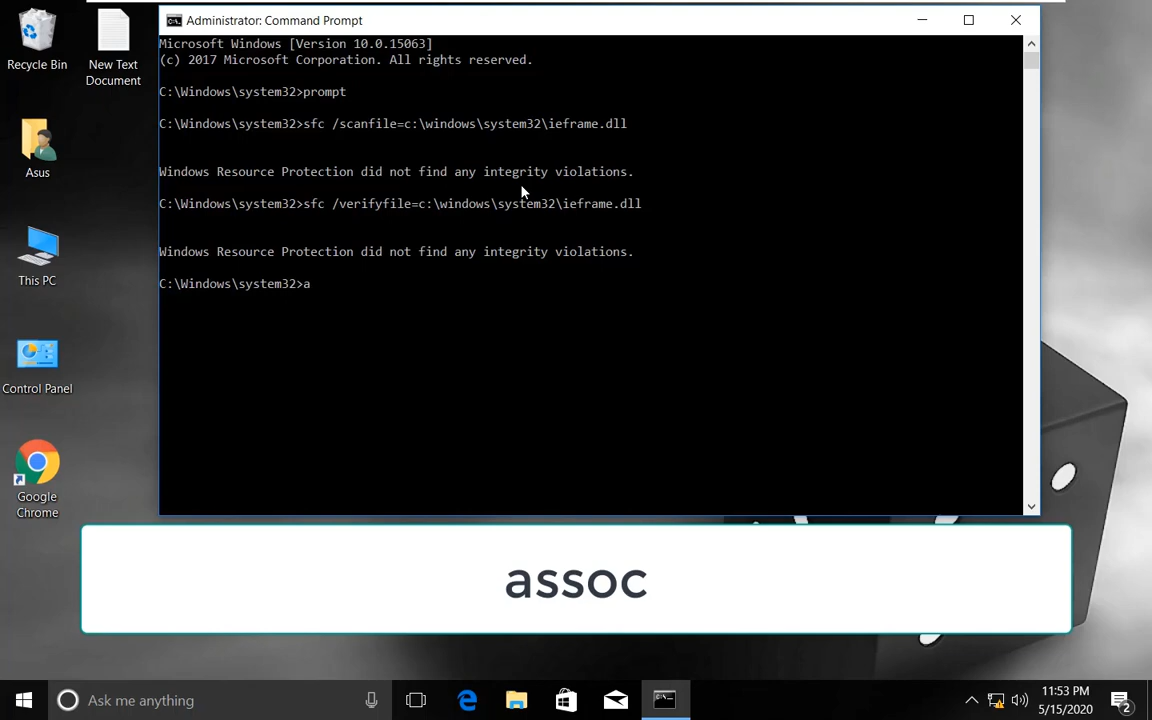 Recycle Bin
New Text
Document
Asus
This PC
Control Panel
Google
Chrome
Administrator: Command Prompt
Microsoft Windows [Version 10.0.15063]
(c) 2017 Microsoft Corporation. All rights reserved.
C:\Windows\system32>prompt
C:\Windows\system32>sfc /scanfile=c:\windows\system32\ieframe.dll
Windows Resource Protection did not find any integrity violations.
C:\Windows\system32>sfc /verifyfile=c:\windows\system32\ieframe.dll
Windows Resource Protection did not find any integrity violations.
C:\Windows\system32>a
assoc
Ask me anything
11:53 PM
5/15/2020
2